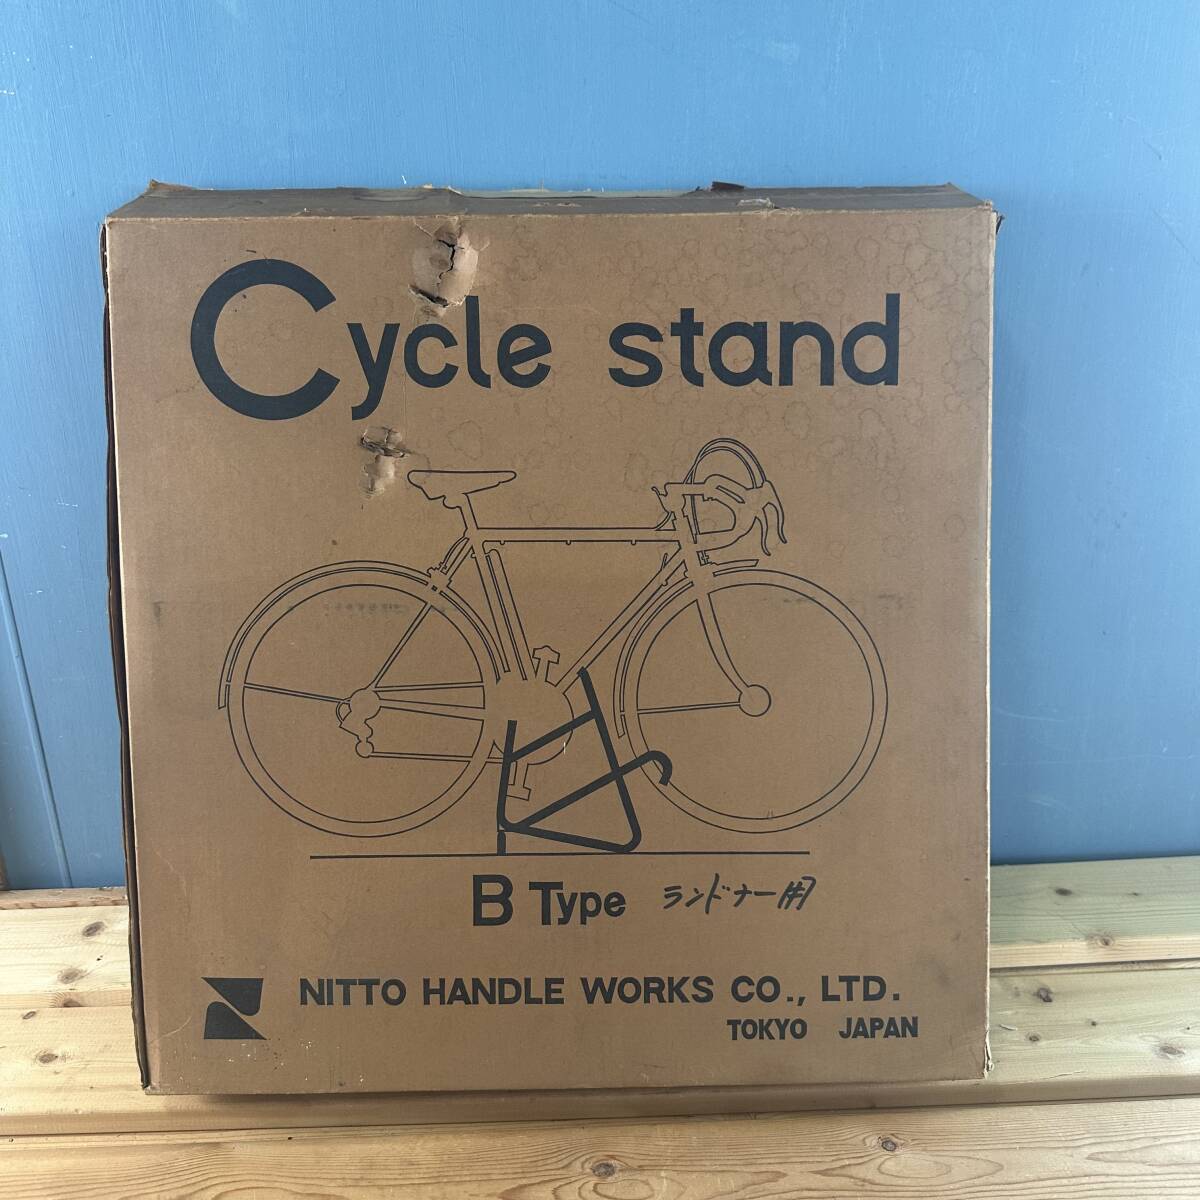 Cycle stand
B Type ランドナー用
NITTO HANDLE WORKS CO., LTD.
TOKYO JAPAN